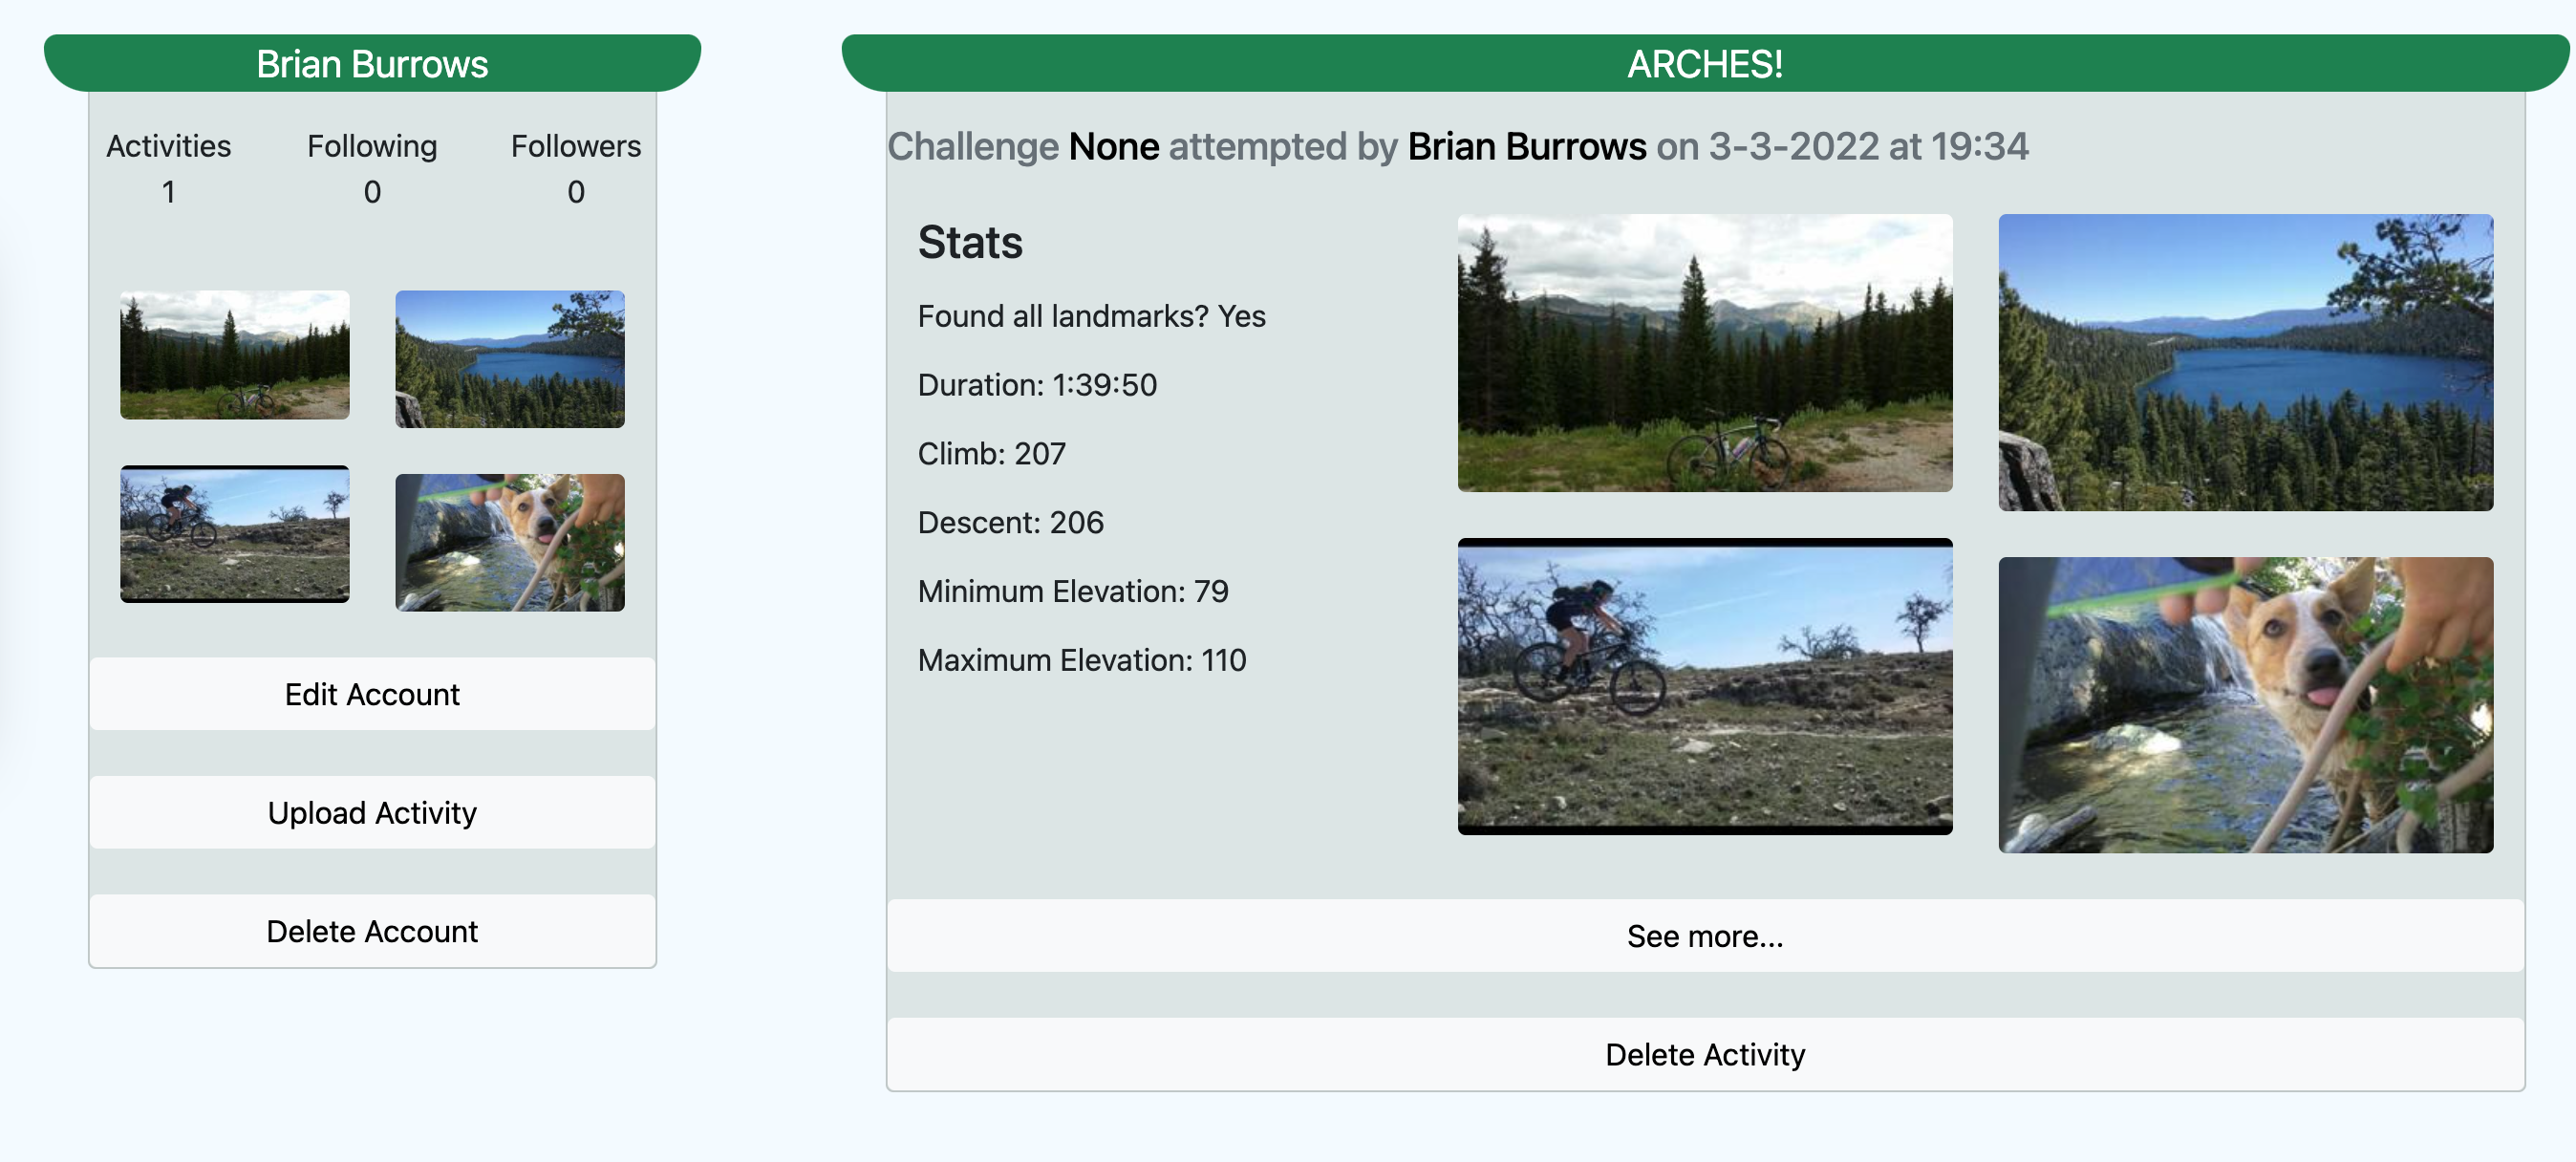 Brian Burrows
Activities Following Followers
1 0 0
Edit Account
Upload Activity
Delete Account
ARCHES!
Challenge None attempted by Brian Burrows on 3-3-2022 at 19:34
Stats
Found all landmarks? Yes
Duration: 1:39:50
Climb: 207
Descent: 206
Minimum Elevation: 79
Maximum Elevation: 110
See more...
Delete Activity